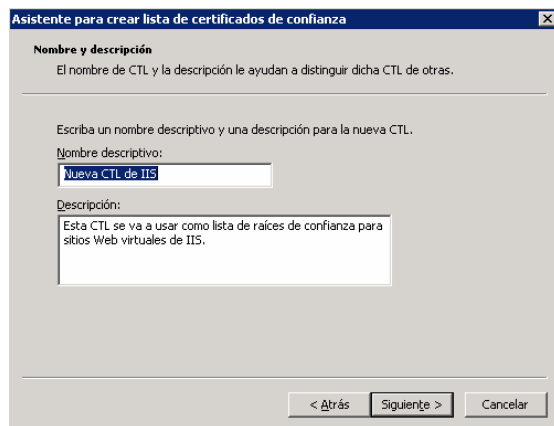 Asistente para crear lista de certificados de confianza
Nombre y descripción
El nombre de CTL y la descripción le ayudan a distinguir dicha CTL de otras.
Escriba un nombre descriptivo y una descripción para la nueva CTL.
Nombre descriptivo:
Nueva CTL de IIS
Descripción:
Esta CTL se va a usar como lista de raíces de confianza para
sitios Web virtuales de IIS.
< Atrás Siguiente > Cancelar